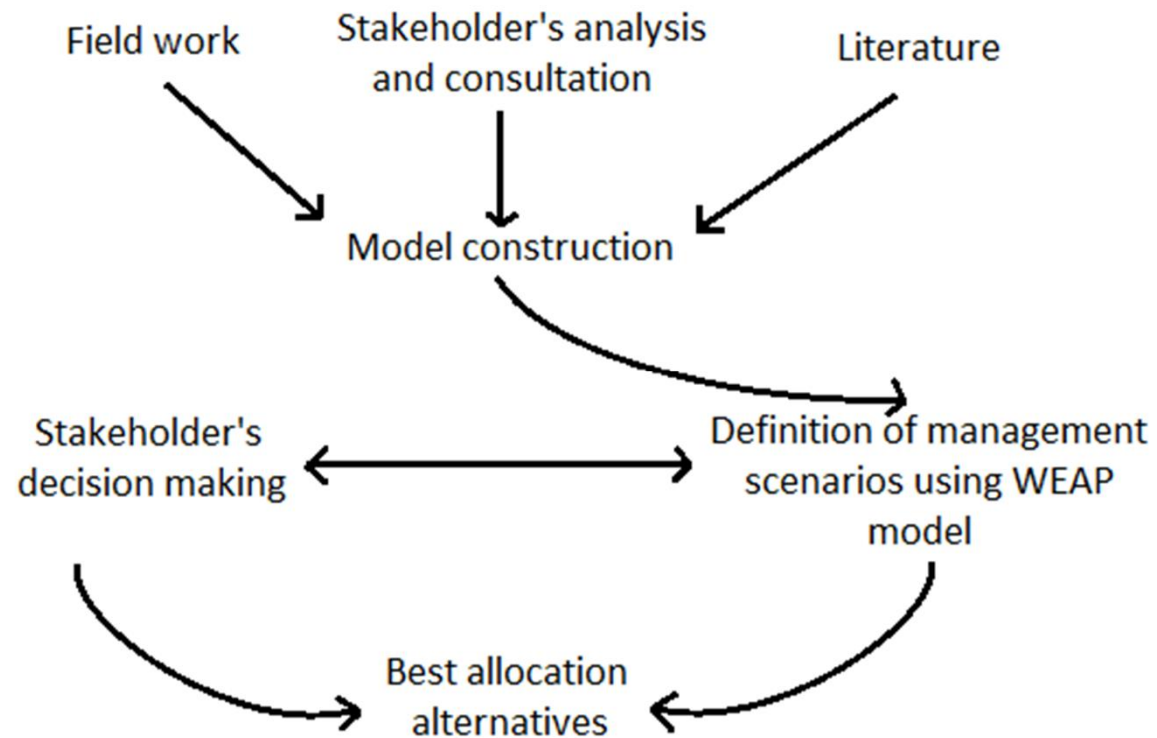 Field work
Stakeholder's analysis
and consultation
Literature
Model construction
Stakeholder's
decision making
Definition of management
scenarios using WEAP
model
Best allocation
alternatives